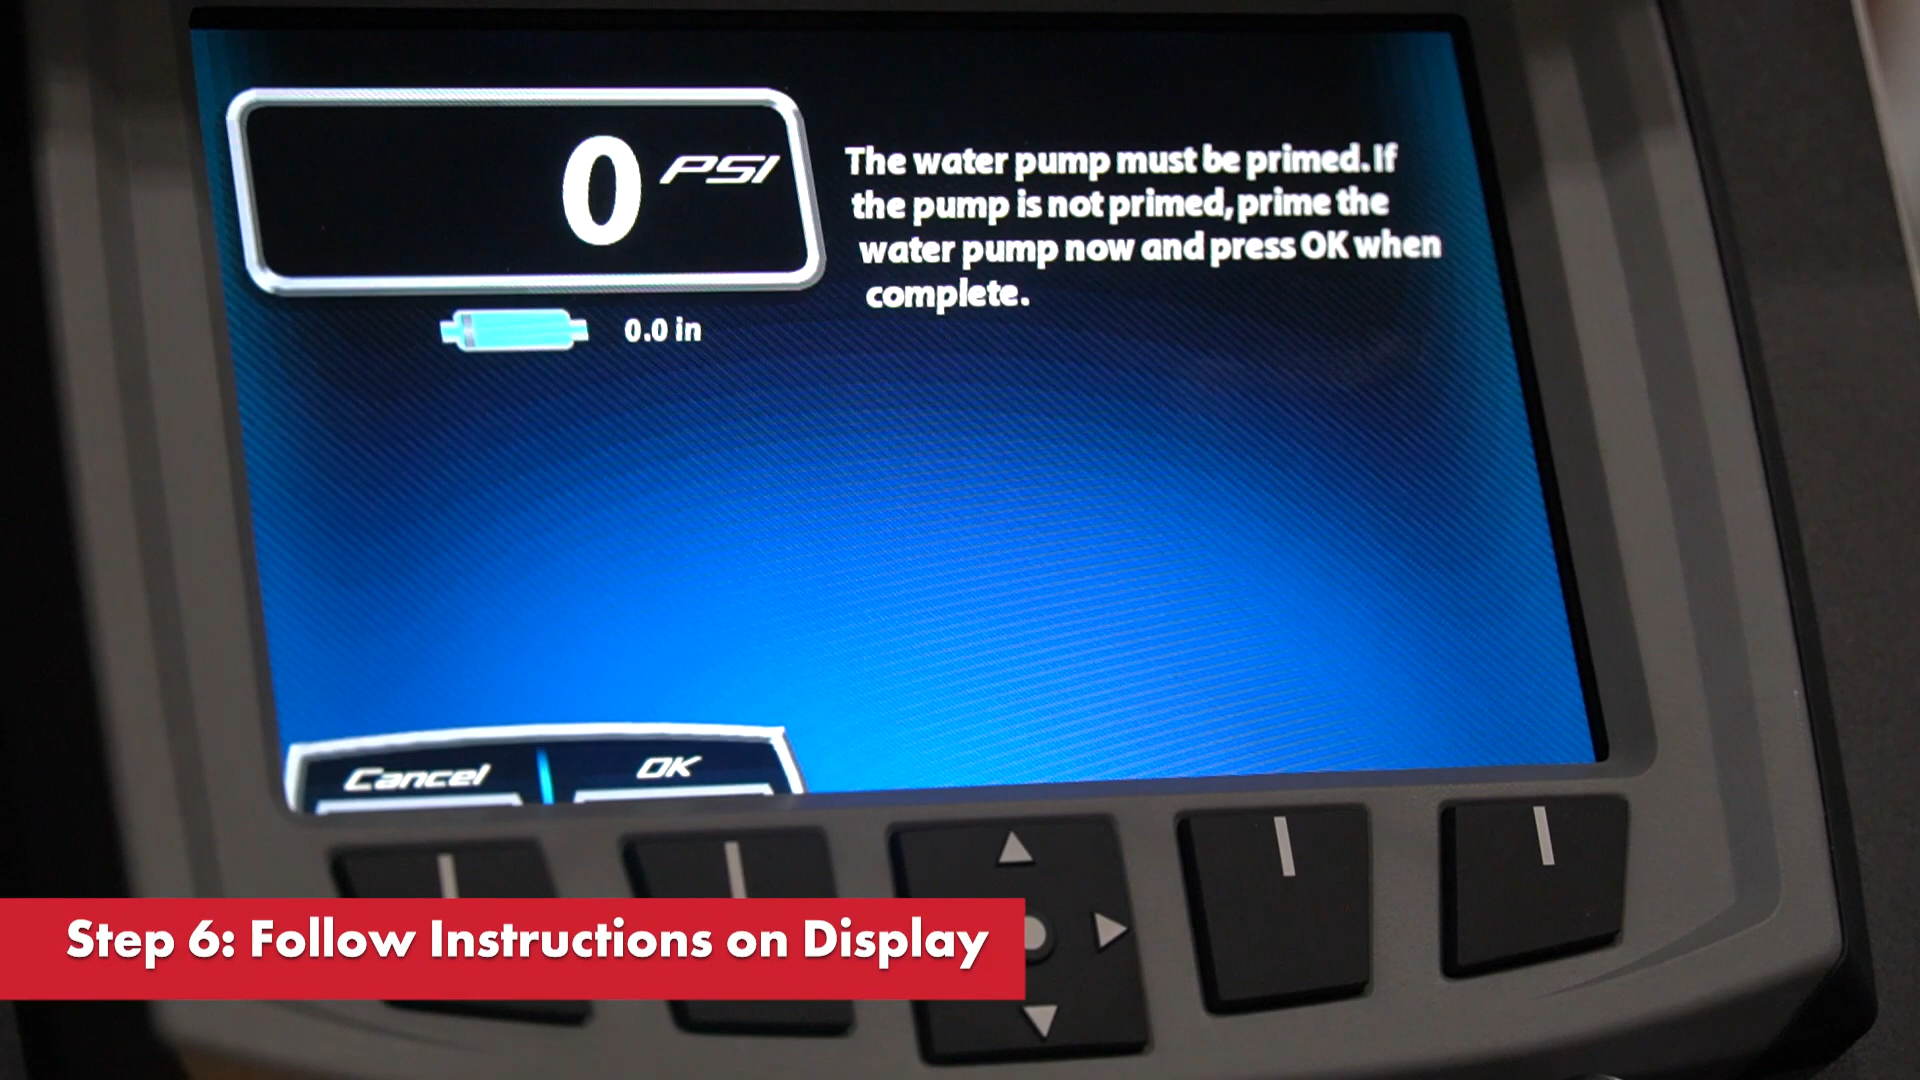 0 PSI
The water pump must be primed. If
the pump is not primed, prime the
water pump now and press OK when
complete.
0.0 in
Cancel OK
Step 6: Follow Instructions on Display